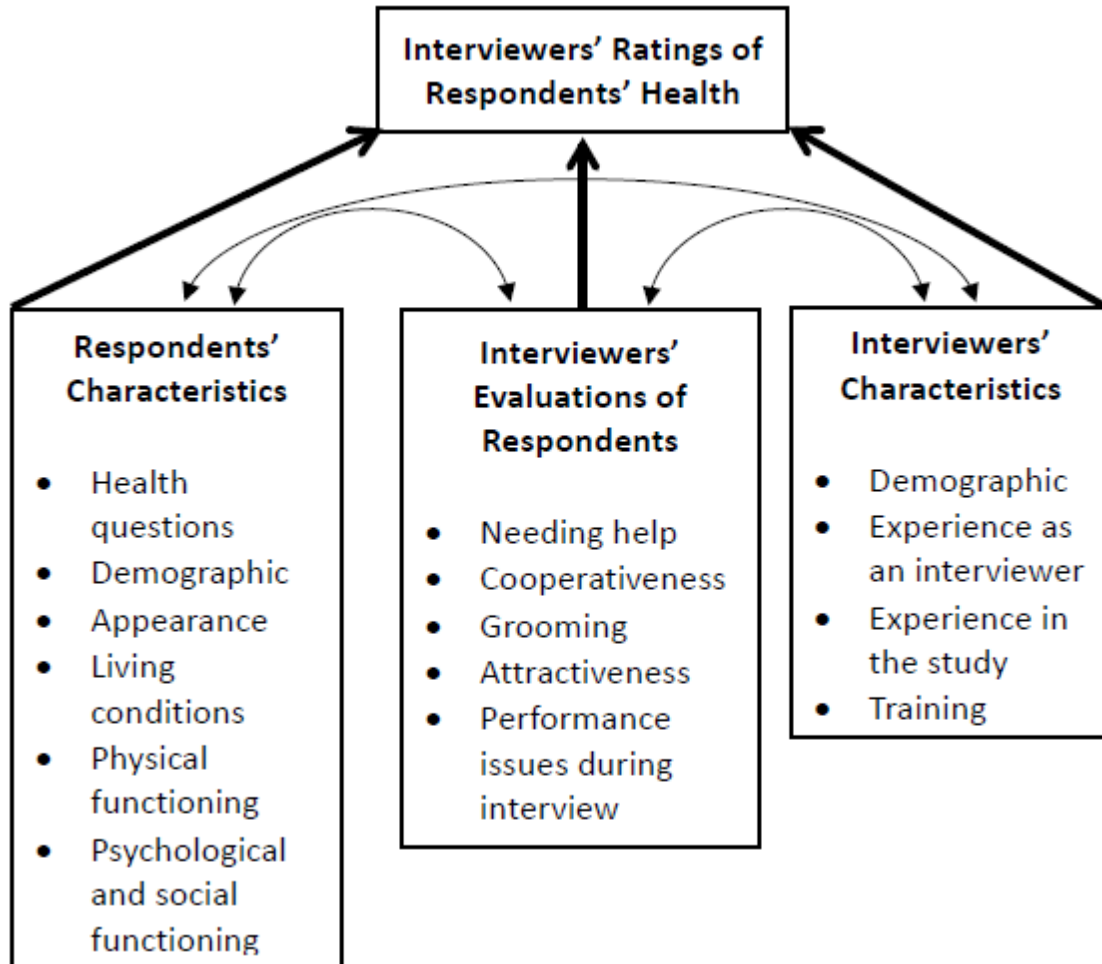 Interviewers’ Ratings of
Respondents’ Health
Respondents’
Characteristics
• Health
questions
• Demographic
• Appearance
• Living
conditions
• Physical
functioning
• Psychological
and social
functioning
Interviewers’
Evaluations of
Respondents
• Needing help
• Cooperativeness
• Grooming
• Attractiveness
• Performance
issues during
interview
Interviewers’
Characteristics
• Demographic
• Experience as
an interviewer
• Experience in
the study
• Training